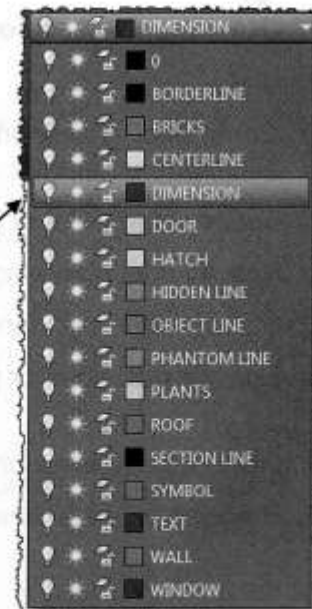 DIMENSION
0
BORDERLINE
BRICKS
CENTERLINE
DIMENSION
DOOR
HATCH
HIDDEN LINE
OBJECT LINE
PHANTOM LINE
PLANTS
ROOF
SECTION LINE
SYMBOL
TEXT
WALL
WINDOW